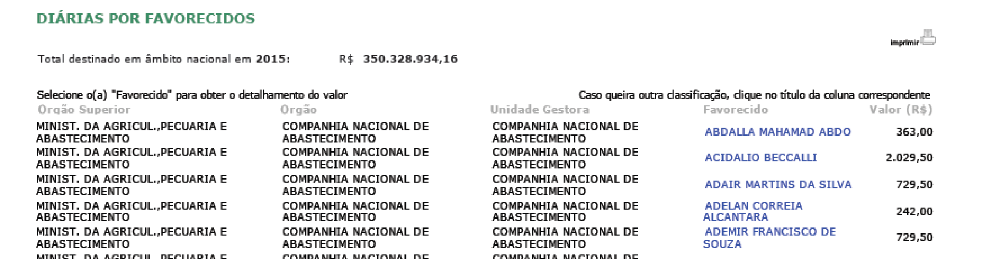 DIÁRIAS POR FAVORECIDOS
imprimir
Total destinado em âmbito nacional em 2015: R$ 350.328.934,16
Selecione o(a) "Favorecido" para obter o detalhamento do valor Caso queira outra classificação, clique no título da coluna correspondente
Orgão Superior Orgão Unidade Gestora Favorecido Valor (R$)
MINIST. DA AGRICUL.,PECUARIA E COMPANHIA NACIONAL DE COMPANHIA NACIONAL DE
ABDALLA MAHAMAD ABDO 363,00
ABASTECIMENTO ABASTECIMENTO ABASTECIMENTO
MINIST. DA AGRICUL.,PECUARIA E COMPANHIA NACIONAL DE COMPANHIA NACIONAL DE
ACIDALIO BECCALLI 2.029,50
ABASTECIMENTO ABASTECIMENTO ABASTECIMENTO
MINIST. DA AGRICUL.,PECUARIA E COMPANHIA NACIONAL DE COMPANHIA NACIONAL DE
ADAIR MARTINS DA SILVA 729,50
ABASTECIMENTO ABASTECIMENTO ABASTECIMENTO
MINIST. DA AGRICUL.,PECUARIA E COMPANHIA NACIONAL DE COMPANHIA NACIONAL DE ADELAN CORREIA
242,00
ABASTECIMENTO ABASTECIMENTO ABASTECIMENTO ALCANTARA
MINIST. DA AGRICUL.,PECUARIA E COMPANHIA NACIONAL DE COMPANHIA NACIONAL DE ADEMIR FRANCISCO DE
729,50
ABASTECIMENTO ABASTECIMENTO ABASTECIMENTO SOUZA
MINIST. DA AGRICUL.,PECUARIA E COMPANHIA NACIONAL DE COMPANHIA NACIONAL DE